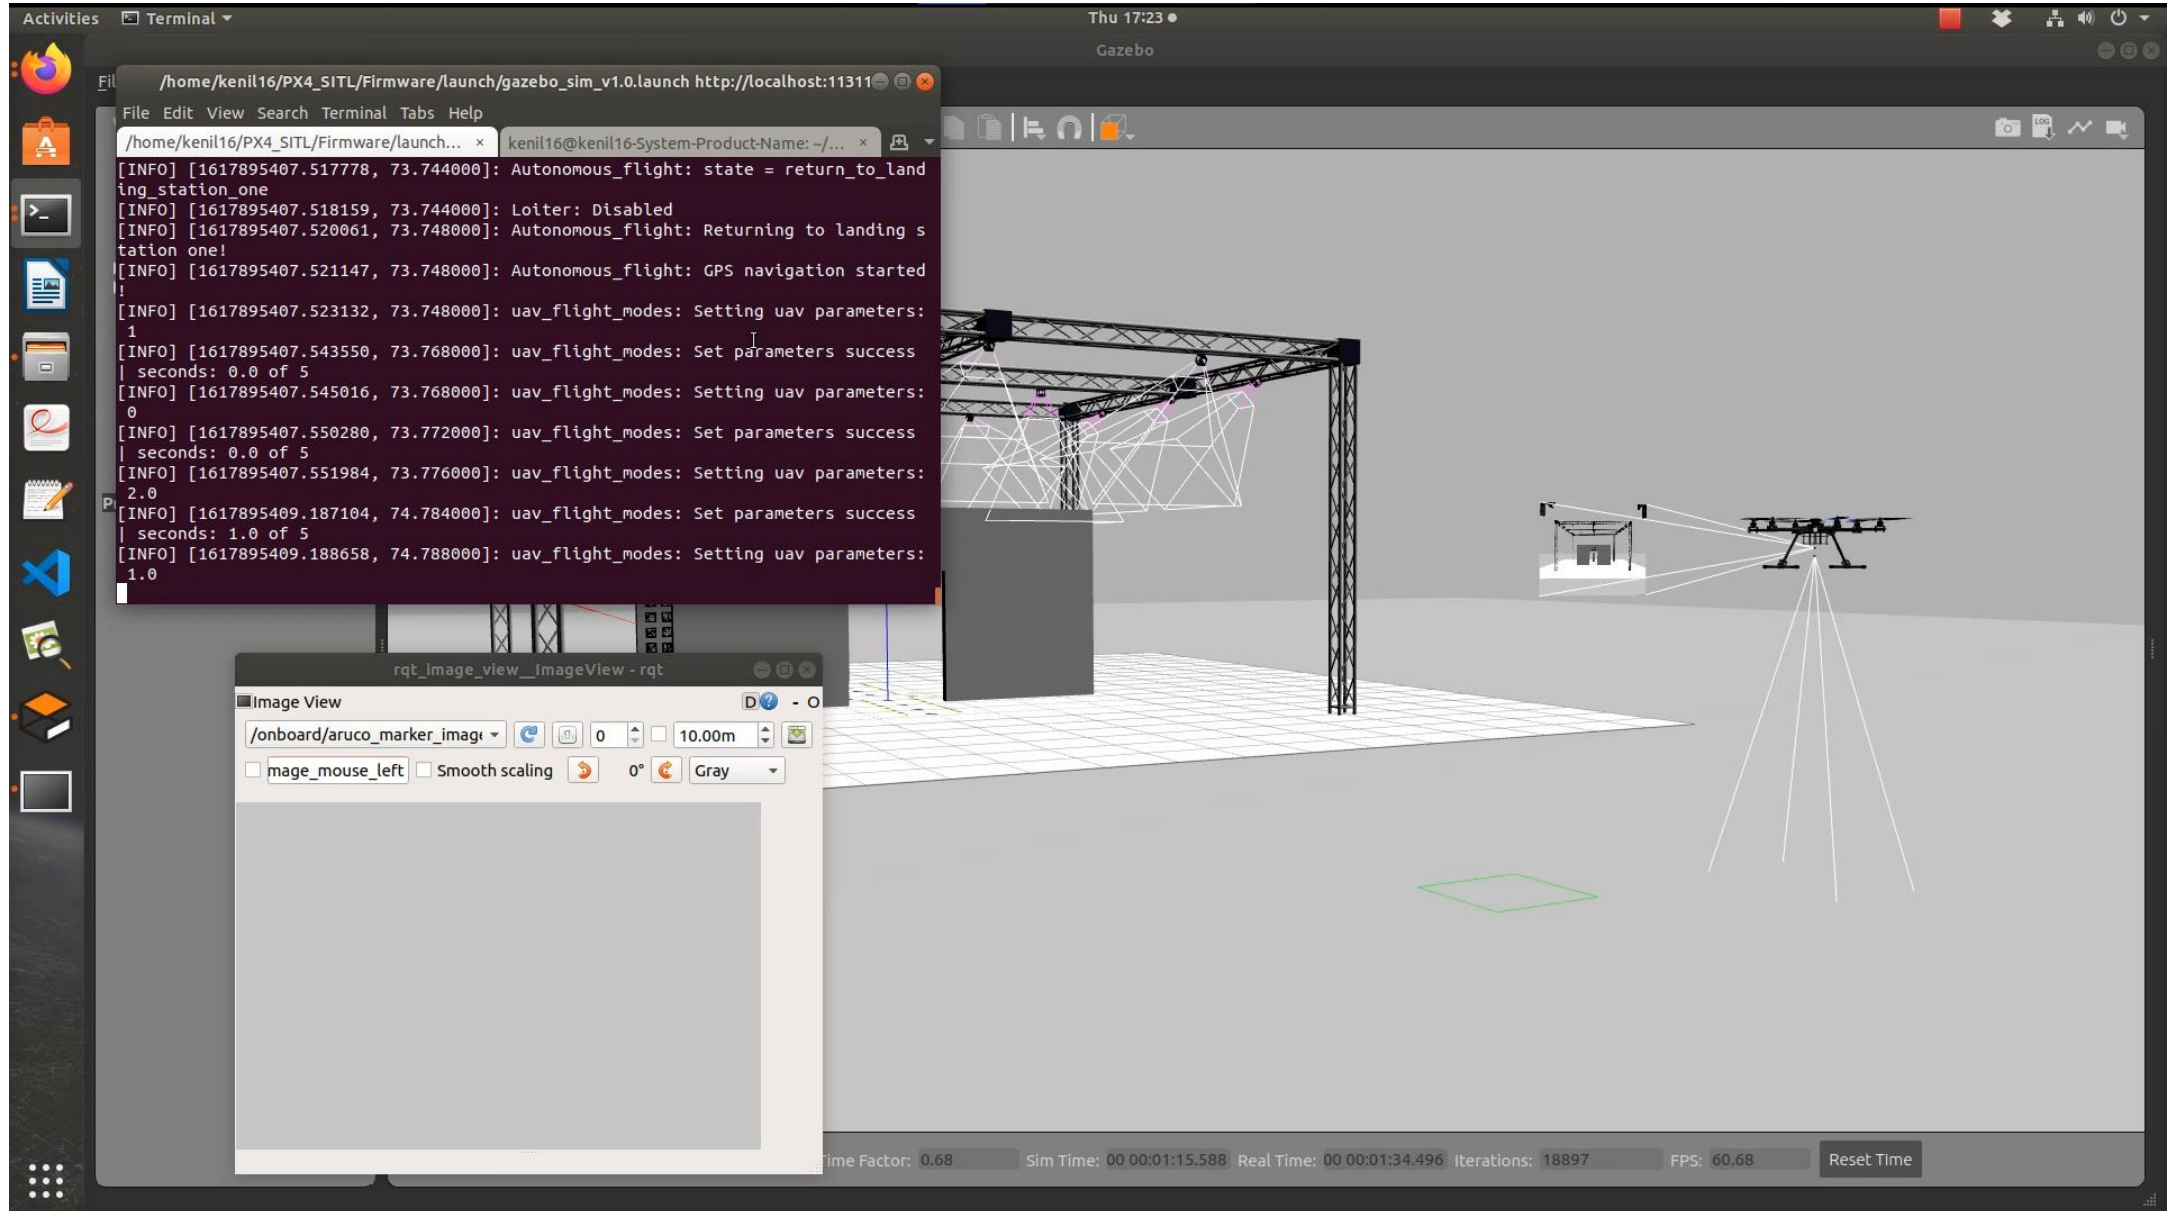 Activities
Terminal
Thu 17:23
Gazebo
/home/kenil16/PX4_SITL/Firmware/launch/gazebo_sim_v1.0.launch http://localhost:11311
File Edit View Search Terminal Tabs Help
/home/kenil16/PX4_SITL/Firmware/launch... ×
kenil16@kenil16-System-Product-Name: ~/... ×
[INFO] [1617895407.517778, 73.744000]: Autonomous_flight: state = return_to_land
ing_station_one
[INFO] [1617895407.518159, 73.744000]: Loiter: Disabled
[INFO] [1617895407.520061, 73.748000]: Autonomous_flight: Returning to landing s
tation one!
[INFO] [1617895407.521147, 73.748000]: Autonomous_flight: GPS navigation started
!
[INFO] [1617895407.523132, 73.748000]: uav_flight_modes: Setting uav parameters:
1
[INFO] [1617895407.543550, 73.768000]: uav_flight_modes: Set parameters success
| seconds: 0.0 of 5
[INFO] [1617895407.545016, 73.768000]: uav_flight_modes: Setting uav parameters:
0
[INFO] [1617895407.550280, 73.772000]: uav_flight_modes: Set parameters success
| seconds: 0.0 of 5
[INFO] [1617895407.551984, 73.776000]: uav_flight_modes: Setting uav parameters:
2.0
[INFO] [1617895409.187104, 74.784000]: uav_flight_modes: Set parameters success
| seconds: 1.0 of 5
[INFO] [1617895409.188658, 74.788000]: uav_flight_modes: Setting uav parameters:
1.0
LOG
rqt_image_view__ImageView - rqt
Image View
D ? - O
/onboard/aruco_marker_image
0
10.00m
mage_mouse_left
Smooth scaling
0°
Gray
Time Factor: 0.68
Sim Time: 00 00:01:15.588
Real Time: 00 00:01:34.496
Iterations: 18897
FPS: 60.68
Reset Time